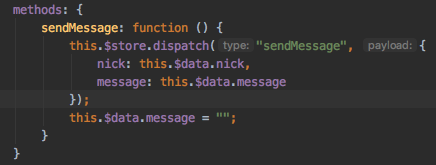 methods: {
sendMessage: function () {
this.$store.dispatch( type: "sendMessage", payload: {
nick: this.$data.nick,
message: this.$data.message
});
this.$data.message = "";
}
}